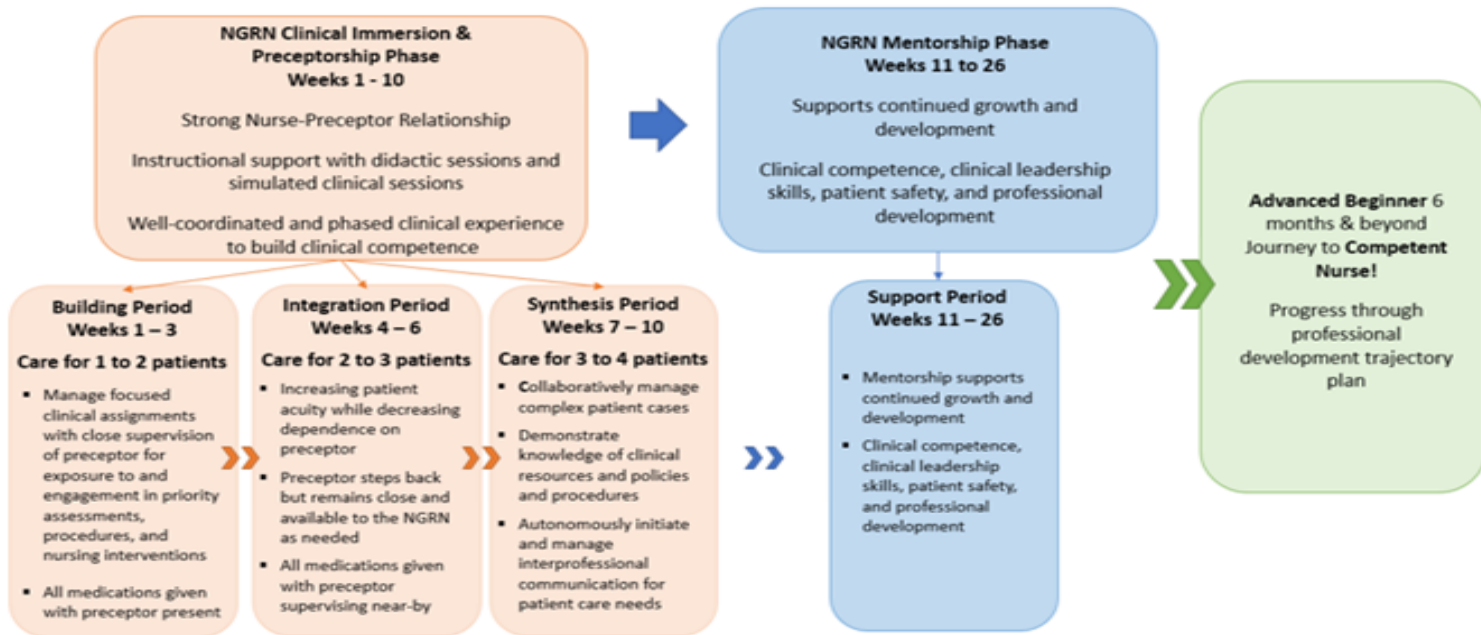 NGRN Clinical Immersion &
Preceptorship Phase
Weeks 1 - 10
Strong Nurse-Preceptor Relationship
Instructional support with didactic sessions and
simulated clinical sessions
Well-coordinated and phased clinical experience
to build clinical competence
NGRN Mentorship Phase
Weeks 11 to 26
Supports continued growth and
development
Clinical competence, clinical leadership
skills, patient safety, and professional
development
Advanced Beginner 6
months & beyond
Journey to Competent
Nurse!
Progress through
professional
development trajectory
plan
Building Period
Weeks 1 – 3
Care for 1 to 2 patients
▪ Manage focused
clinical assignments
with close supervision
of preceptor for
exposure to and
engagement in priority
assessments,
procedures, and
nursing interventions
▪ All medications given
with preceptor present
Integration Period
Weeks 4 – 6
Care for 2 to 3 patients
▪ Increasing patient
acuity while decreasing
dependence on
preceptor
▪ Preceptor steps back
but remains close and
available to the NGRN
as needed
▪ All medications given
with preceptor
supervising near-by
Synthesis Period
Weeks 7 – 10
Care for 3 to 4 patients
▪ Collaboratively manage
complex patient cases
▪ Demonstrate
knowledge of clinical
resources and policies
and procedures
▪ Autonomously initiate
and manage
interprofessional
communication for
patient care needs
Support Period
Weeks 11 – 26
▪ Mentorship supports
continued growth and
development
▪ Clinical competence,
clinical leadership
skills, patient safety,
and professional
development